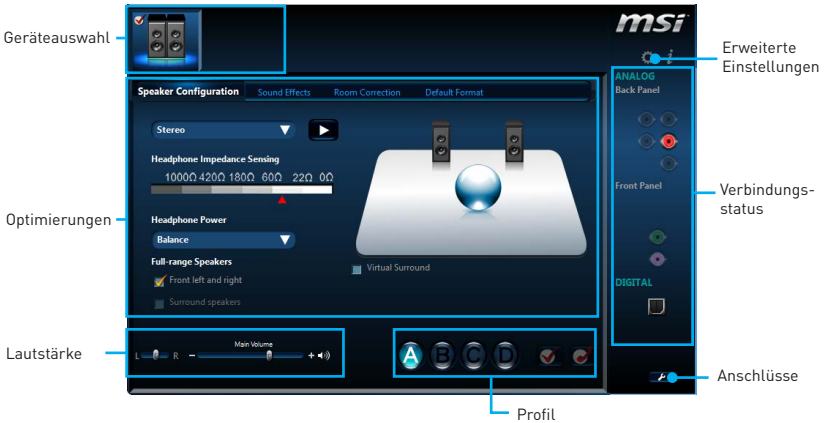 Geräteauswahl
msi
Erweiterte
Einstellungen
ANALOG
Back Panel
Speaker Configuration Sound Effects Room Correction Default Format
Stereo
Headphone Impedance Sensing
1000Ω 420Ω 180Ω 60Ω 22Ω 0Ω
Headphone Power
Balance
Full-range Speakers
Front left and right
Surround speakers
Virtual Surround
Optimierungen
Front Panel
DIGITAL
Verbindungs-
status
Lautstärke
Main Volume
L R - +
A B C D
Anschlüsse
Profil